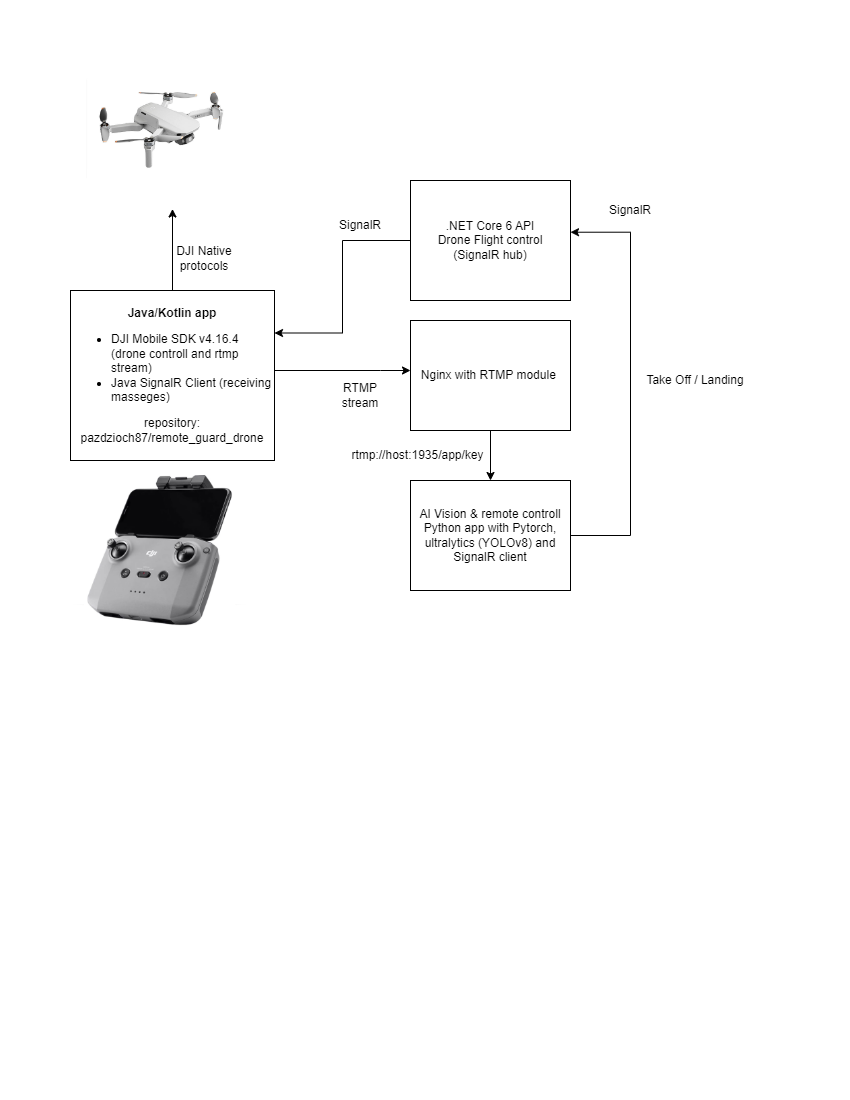 SignalR
.NET Core 6 API
Drone Flight control
(SignalR hub)
SignalR
DJI Native
protocols
Java/Kotlin app
• DJI Mobile SDK v4.16.4
(drone controll and rtmp
stream)
• Java SignalR Client (receiving
masseges)
repository:
pazdzioch87/remote_guard_drone
RTMP
stream
Nginx with RTMP module
Take Off / Landing
rtmp://host:1935/app/key
AI Vision & remote controll
Python app with Pytorch,
ultralytics (YOLOv8) and
SignalR client
dji